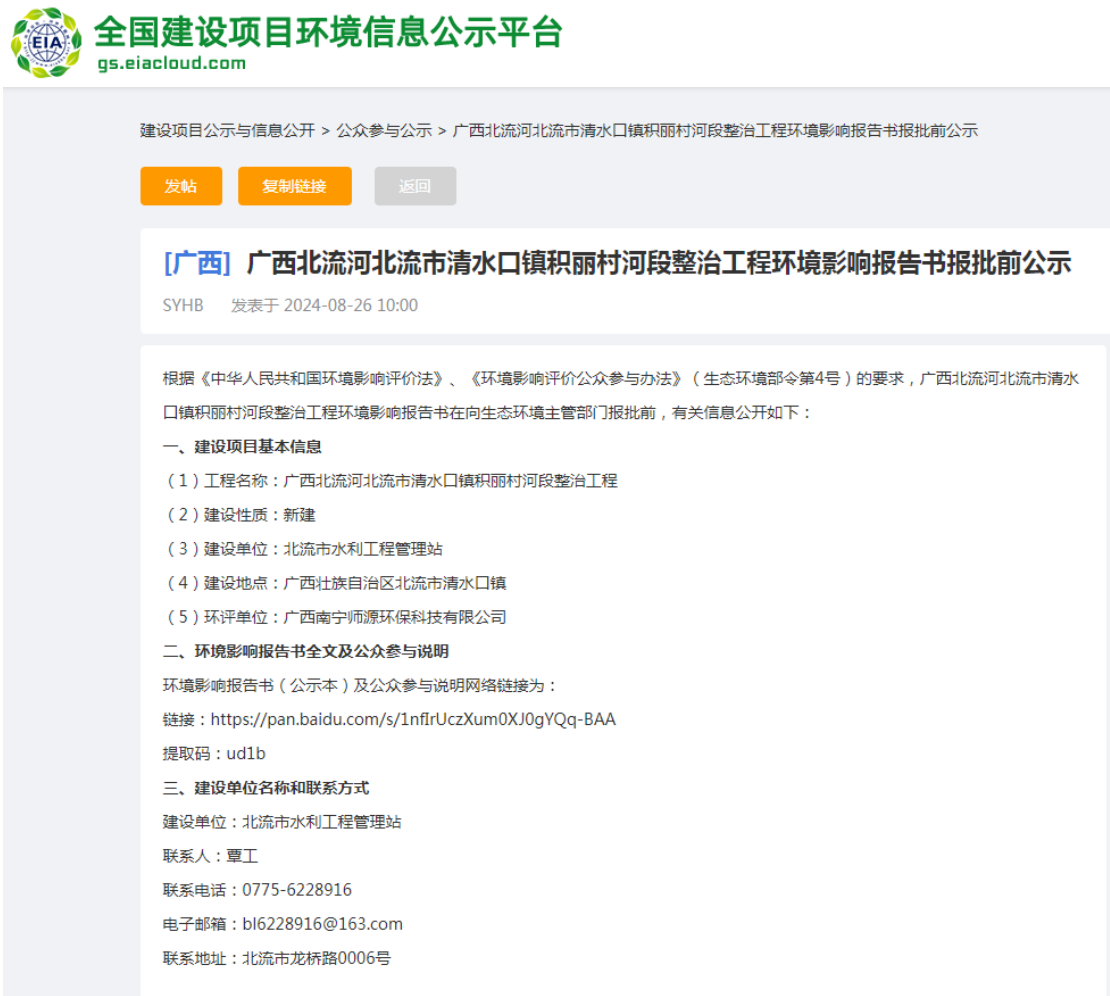 EIA
全国建设项目环境信息公示平台
gs.eiacloud.com
建设项目公示与信息公开 > 公众参与公示 > 广西北流河北流市清水口镇积丽村河段整治工程环境影响报告书报批前公示
发帖 复制链接 返回
[广西] 广西北流河北流市清水口镇积丽村河段整治工程环境影响报告书报批前公示
SYHB 发表于 2024-08-26 10:00
根据《中华人民共和国环境影响评价法》、《环境影响评价公众参与办法》（生态环境部令第4号）的要求，广西北流河北流市清水
口镇积丽村河段整治工程环境影响报告书在向生态环境主管部门报批前，有关信息公开如下：
一、建设项目基本信息
（1）工程名称：广西北流河北流市清水口镇积丽村河段整治工程
（2）建设性质：新建
（3）建设单位：北流市水利工程管理站
（4）建设地点：广西壮族自治区北流市清水口镇
（5）环评单位：广西南宁师源环保科技有限公司
二、环境影响报告书全文及公众参与说明
环境影响报告书（公示本）及公众参与说明网络链接为：
链接：https://pan.baidu.com/s/1nfIrUczXum0XJ0gYQq-BAA
提取码：ud1b
三、建设单位名称和联系方式
建设单位：北流市水利工程管理站
联系人：覃工
联系电话：0775-6228916
电子邮箱：bl6228916@163.com
联系地址：北流市龙桥路0006号